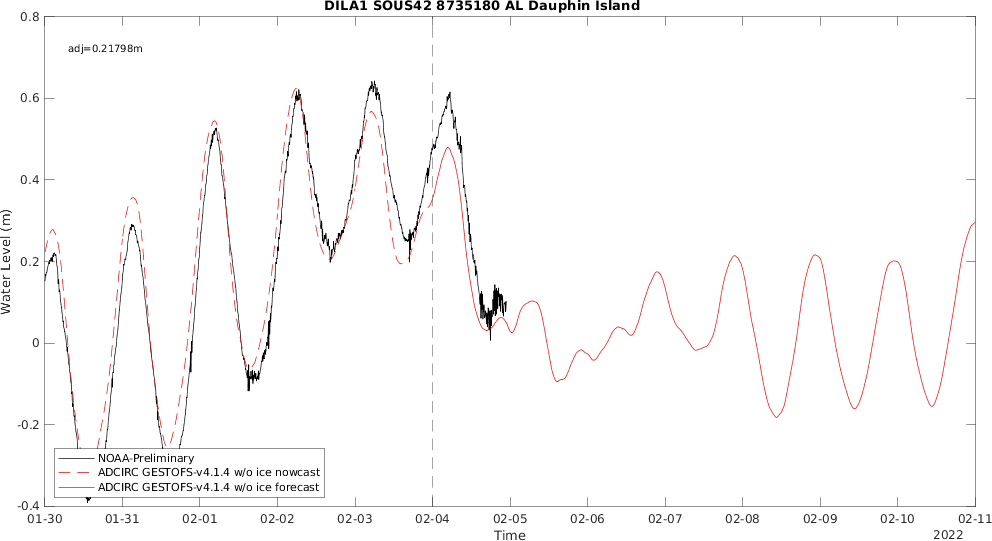 DILA1 SOUS42 8735180 AL Dauphin Island
adj=0.21798m
Water Level (m)
0.8
0.6
0.4
0.2
0
-0.2
-0.4
NOAA-Preliminary
ADCIRC GESTOFS-v4.1.4 w/o ice nowcast
ADCIRC GESTOFS-v4.1.4 w/o ice forecast
01-30 01-31 02-01 02-02 02-03 02-04 02-05 02-06 02-07 02-08 02-09 02-10 02-11
Time
2022